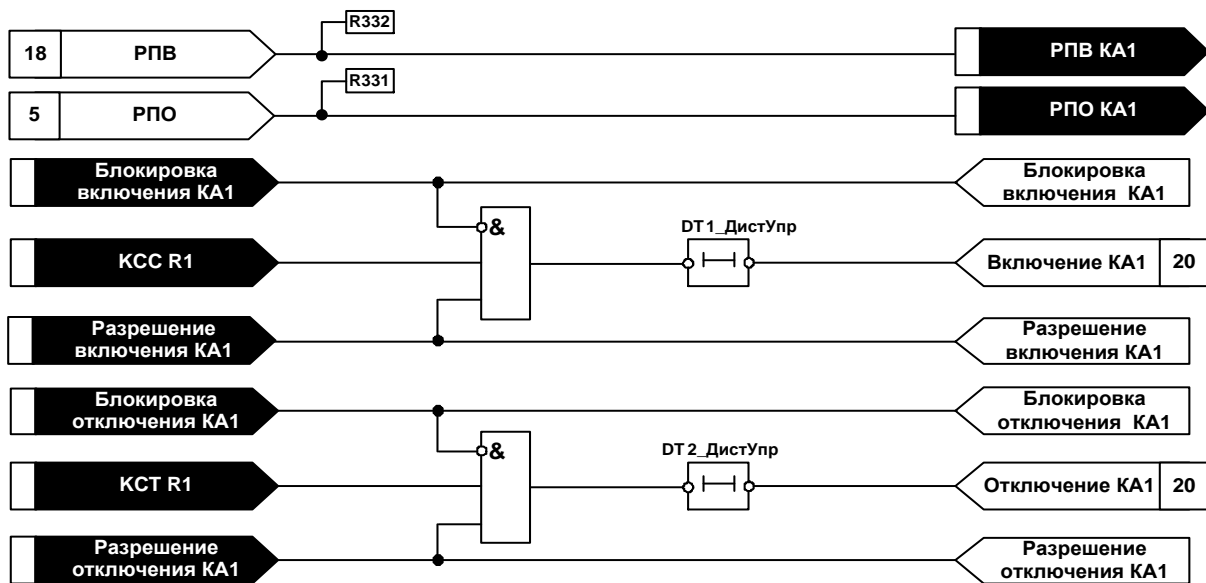 R332
18 РПВ РПВ КА1
R331
5 РПО РПО КА1
Блокировка включения КА1
Блокировка включения КА1
&
DT1_ДистУпр
KCC R1
Включение КА1 20
Разрешение включения КА1
Разрешение включения КА1
Блокировка отключения КА1
Блокировка отключения КА1
&
DT2_ДистУпр
KCT R1
Отключение КА1 20
Разрешение отключения КА1
Разрешение отключения КА1